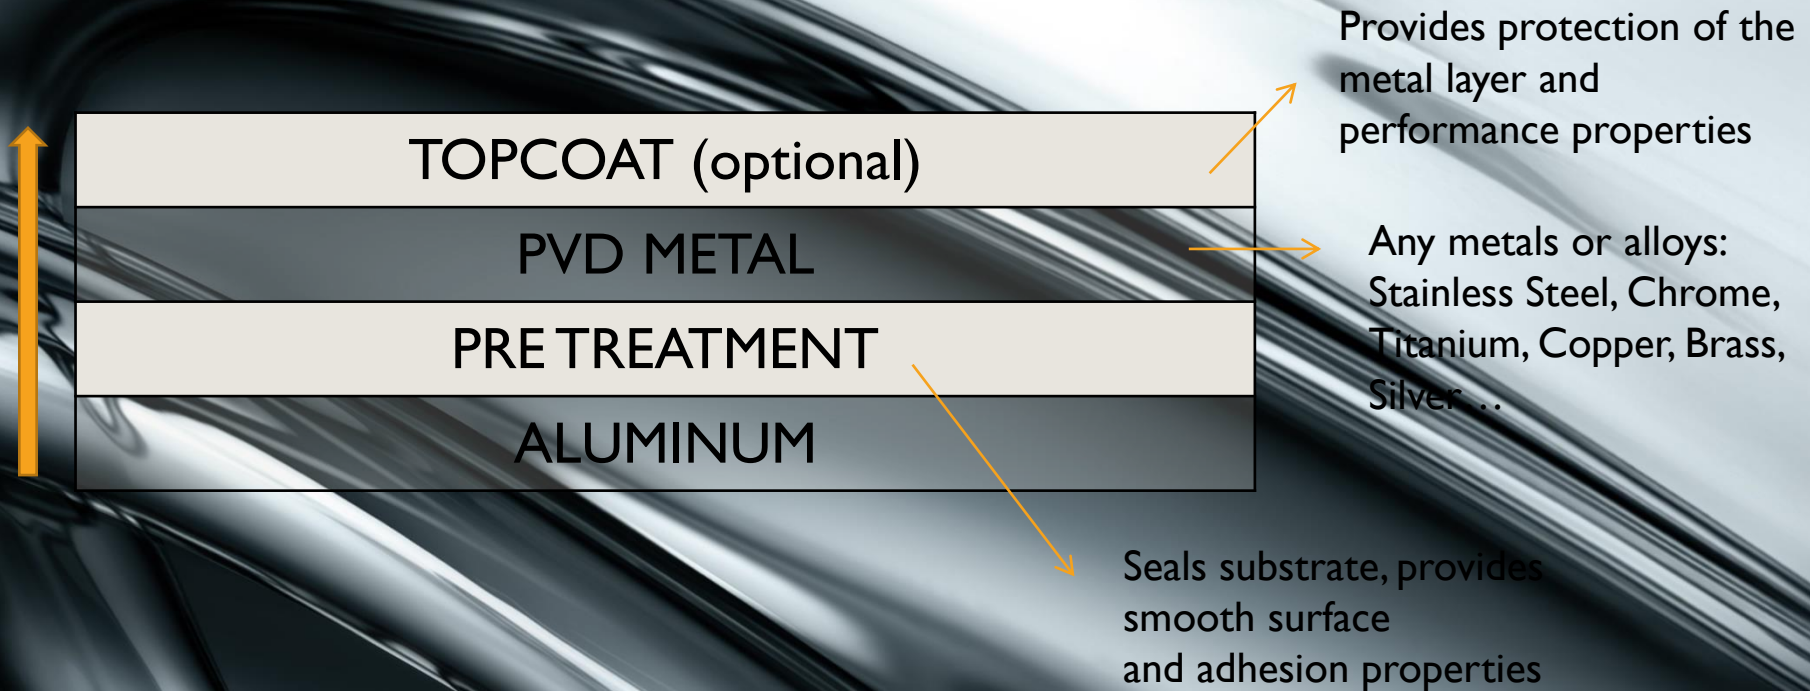 Provides protection of the
metal layer and
performance properties
TOPCOAT (optional)
PVD METAL
Any metals or alloys:
Stainless Steel, Chrome,
Titanium, Copper, Brass,
Silver…
PRE TREATMENT
ALUMINUM
Seals substrate, provides
smooth surface
and adhesion properties